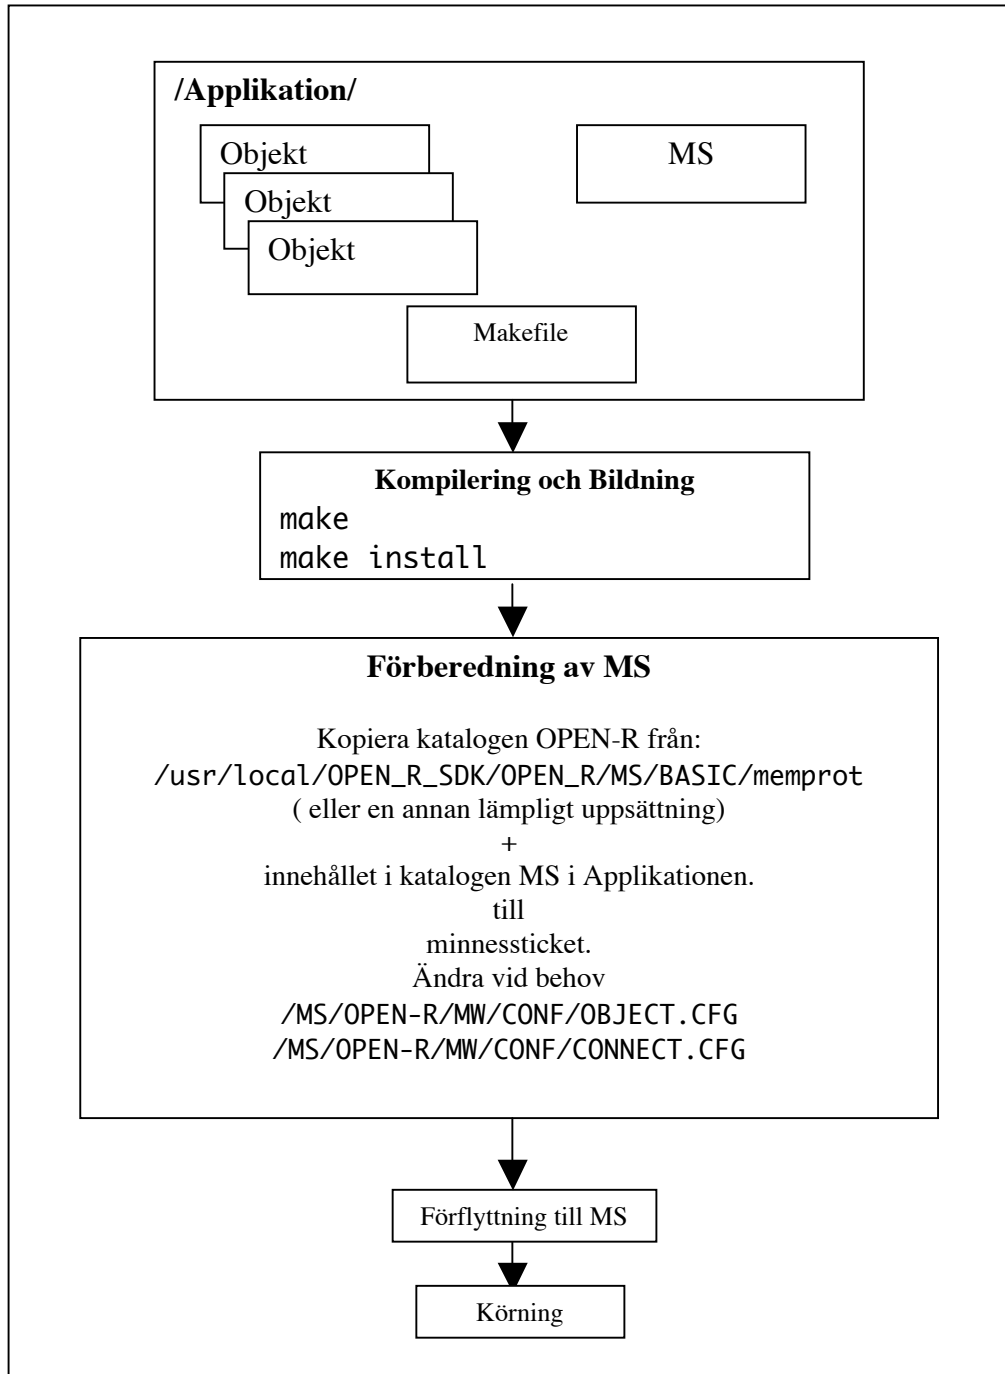 /Applikation/
Objekt
MS
Objekt
Objekt
Makefile
Kompilering och Bildning
make
make install
Förberedning av MS
Kopiera katalogen OPEN-R från:
/usr/local/OPEN_R_SDK/OPEN_R/MS/BASIC/memprot
( eller en annan lämpligt uppsättning)
+
innehållet i katalogen MS i Applikationen.
till
minnessticket.
Ändra vid behov
/MS/OPEN-R/MW/CONF/OBJECT.CFG
/MS/OPEN-R/MW/CONF/CONNECT.CFG
Förflyttning till MS
Körning